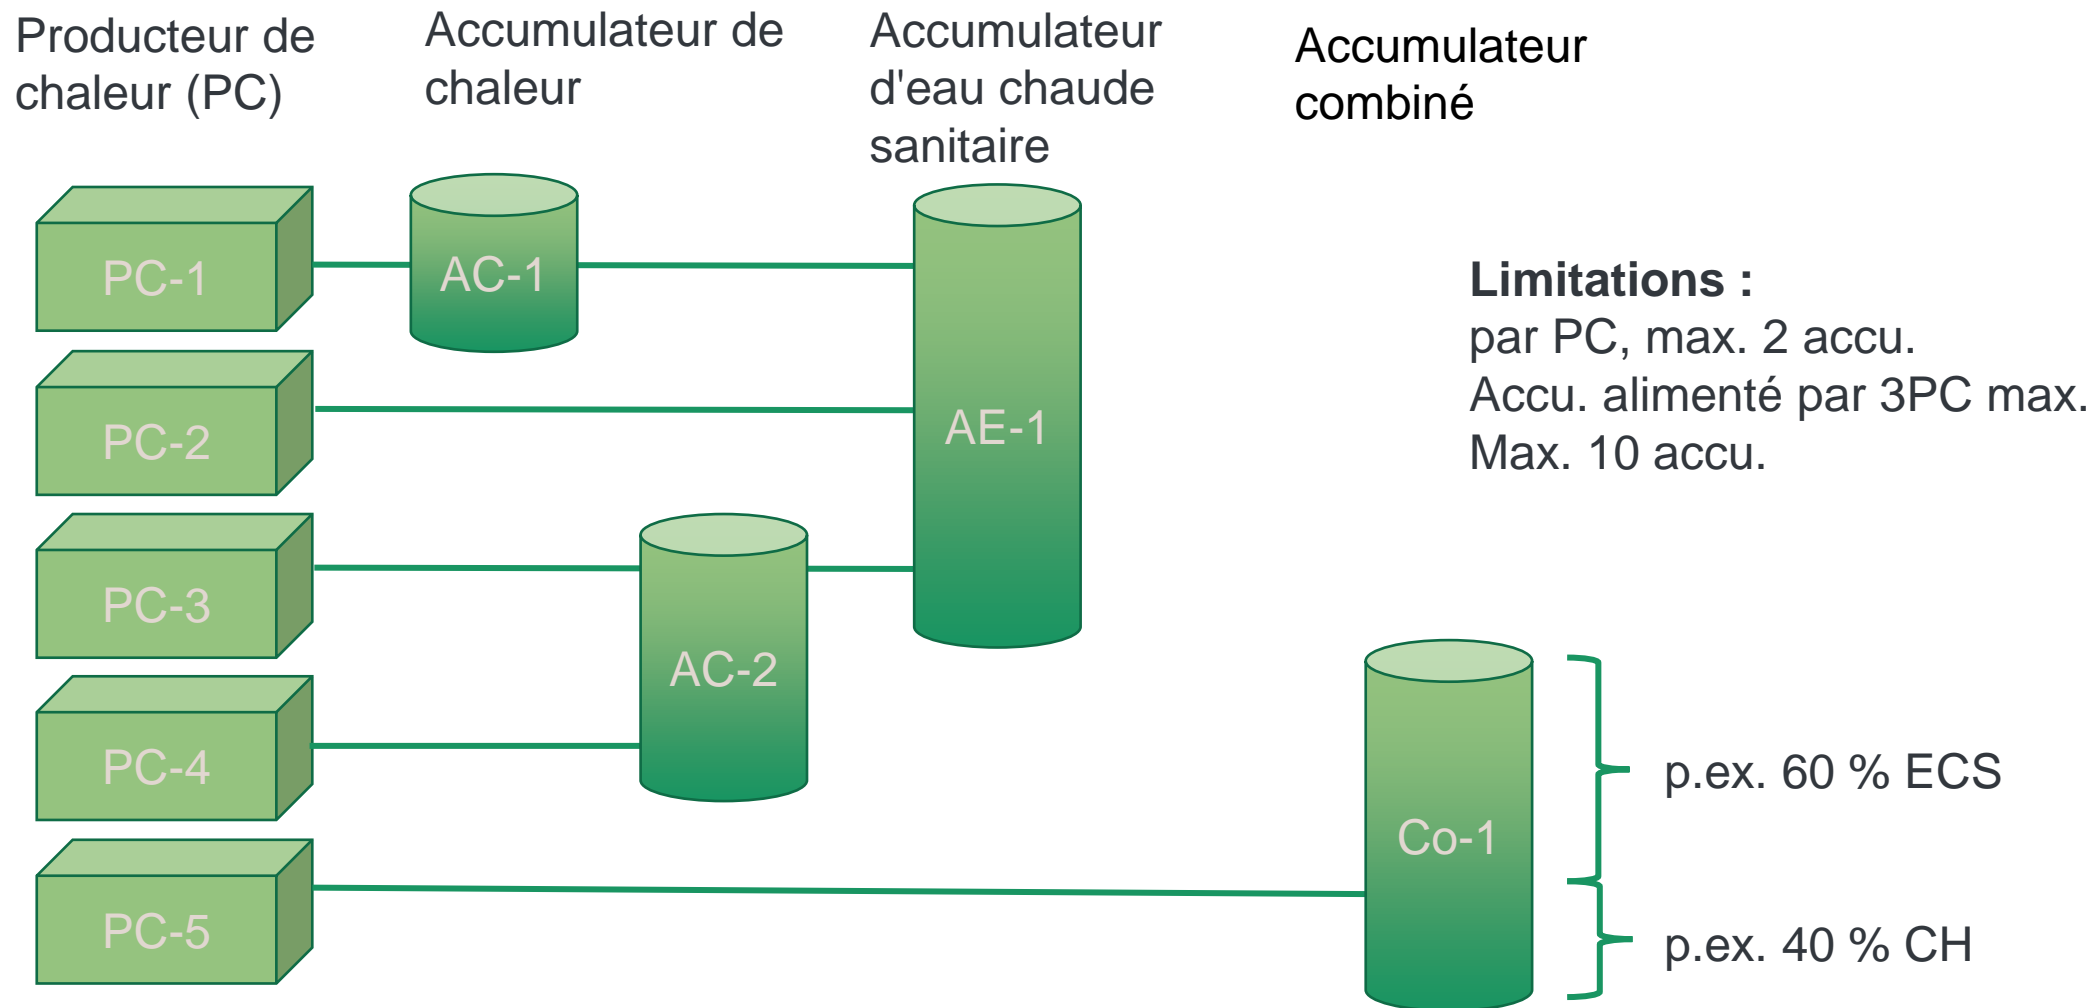 Producteur de
chaleur (PC)
Accumulateur de
chaleur
Accumulateur
d'eau chaude
sanitaire
Accumulateur
combiné
PC-1
AC-1
PC-2
AE-1
PC-3
AC-2
PC-4
PC-5
Co-1
Limitations :
par PC, max. 2 accu.
Accu. alimenté par 3PC max.
Max. 10 accu.
p.ex. 60 % ECS
p.ex. 40 % CH